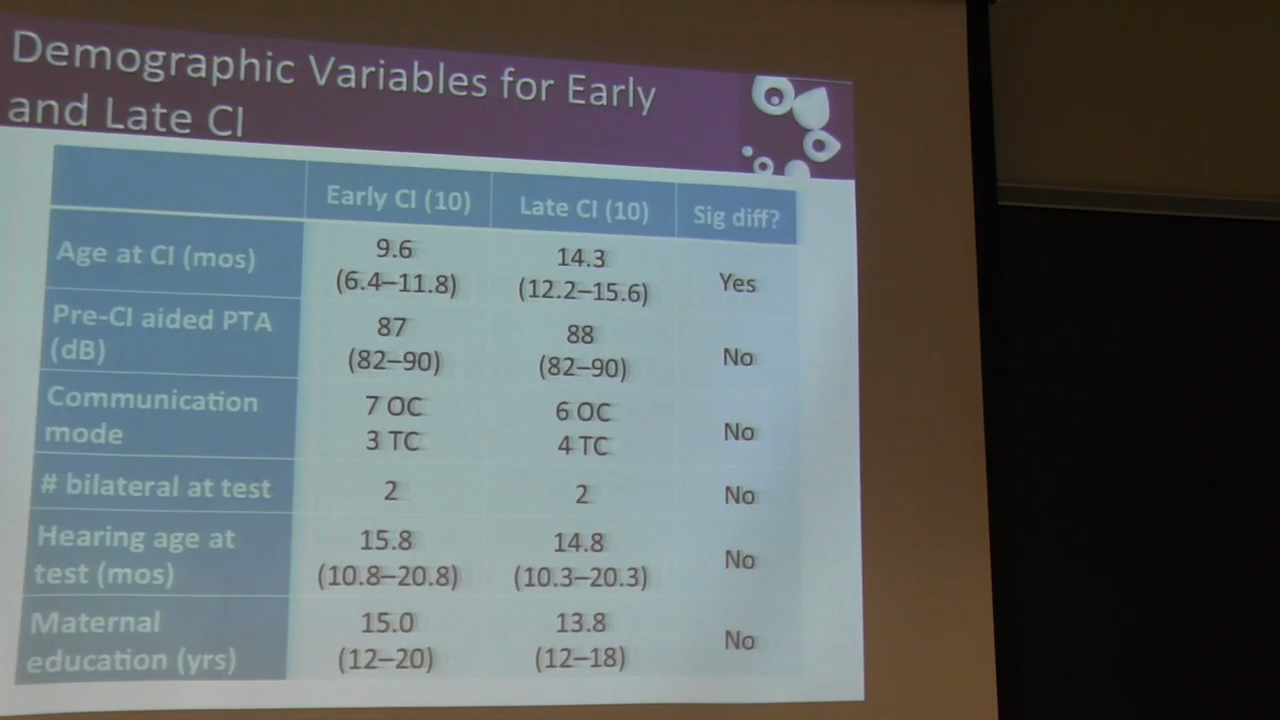 Demographic Variables for Early
and Late CI
Early CI (10) Late CI (10) Sig diff?
Age at CI (mos) 9.6 (6.4–11.8) 14.3 (12.2–15.6) Yes
Pre-CI aided PTA (dB) 87 (82–90) 88 (82–90) No
Communication mode 7 OC 3 TC 6 OC 4 TC No
# bilateral at test 2 2 No
Hearing age at test (mos) 15.8 (10.8–20.8) 14.8 (10.3–20.3) No
Maternal education (yrs) 15.0 (12–20) 13.8 (12–18) No